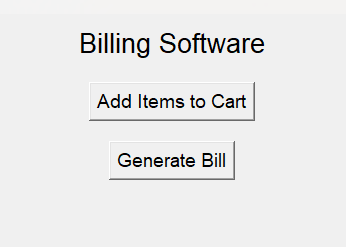 Billing Software
Add Items to Cart
Generate Bill